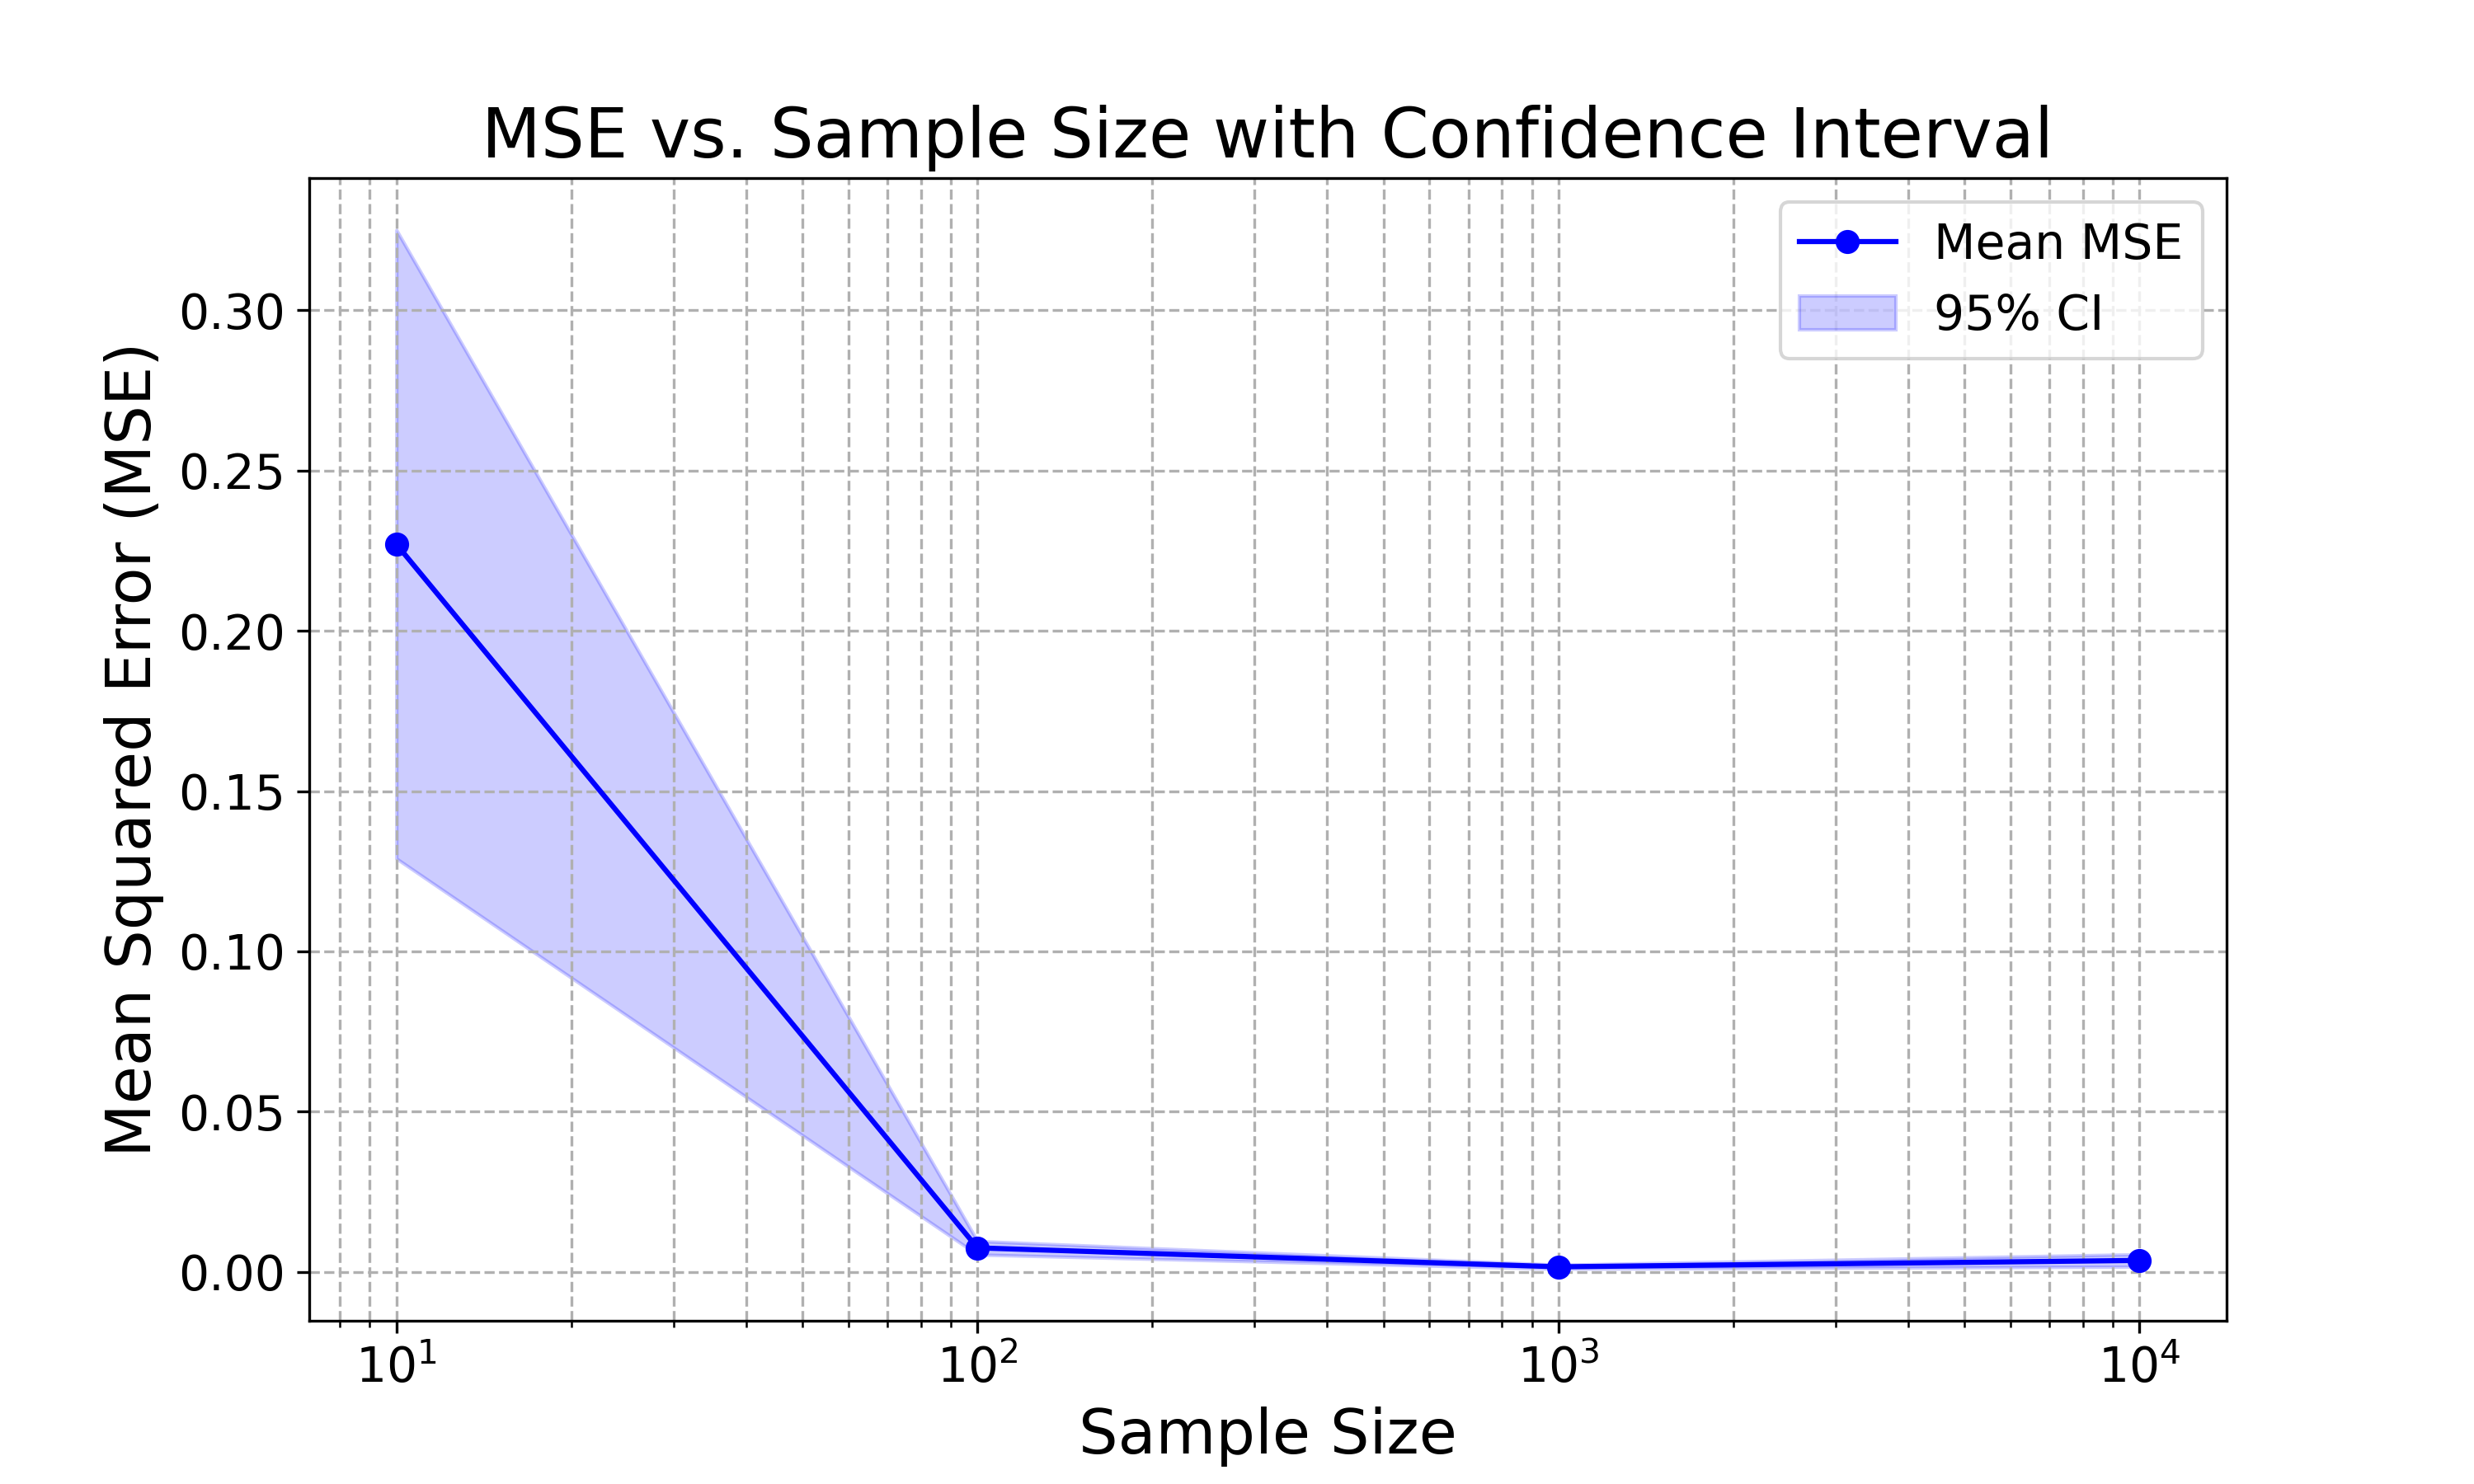 MSE vs. Sample Size with Confidence Interval
Mean MSE
95% CI
Mean Squared Error (MSE)
0.30
0.25
0.20
0.15
0.10
0.05
0.00
10¹
10²
10³
10⁴
Sample Size